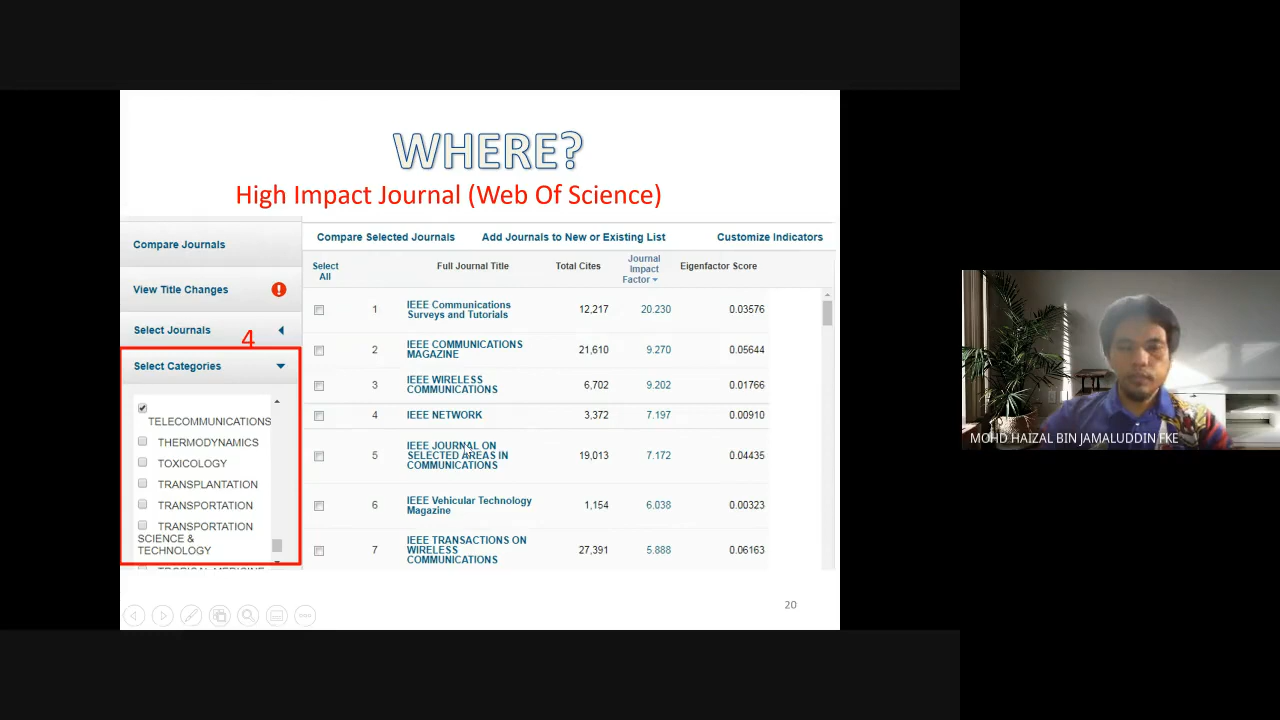 WHERE?
High Impact Journal (Web Of Science)
Compare Journals
View Title Changes
Select Journals
4
Select Categories
TELECOMMUNICATIONS
THERMODYNAMICS
TOXICOLOGY
TRANSPLANTATION
TRANSPORTATION
TRANSPORTATION
SCIENCE &
TECHNOLOGY
TROPICAL MEDICINE
Compare Selected Journals Add Journals to New or Existing List Customize Indicators
Select All Full Journal Title Total Cites Journal Impact Factor Eigenfactor Score
1 IEEE Communications Surveys and Tutorials 12,217 20.230 0.03576
2 IEEE COMMUNICATIONS MAGAZINE 21,610 9.270 0.05644
3 IEEE WIRELESS COMMUNICATIONS 6,702 9.202 0.01766
4 IEEE NETWORK 3,372 7.197 0.00910
5 IEEE JOURNAL ON SELECTED AREAS IN COMMUNICATIONS 19,013 7.172 0.04435
6 IEEE Vehicular Technology Magazine 1,154 6.038 0.00323
7 IEEE TRANSACTIONS ON WIRELESS COMMUNICATIONS 27,391 5.888 0.06163
20
MOHD HAIZAL BIN JAMALUDDIN FKE